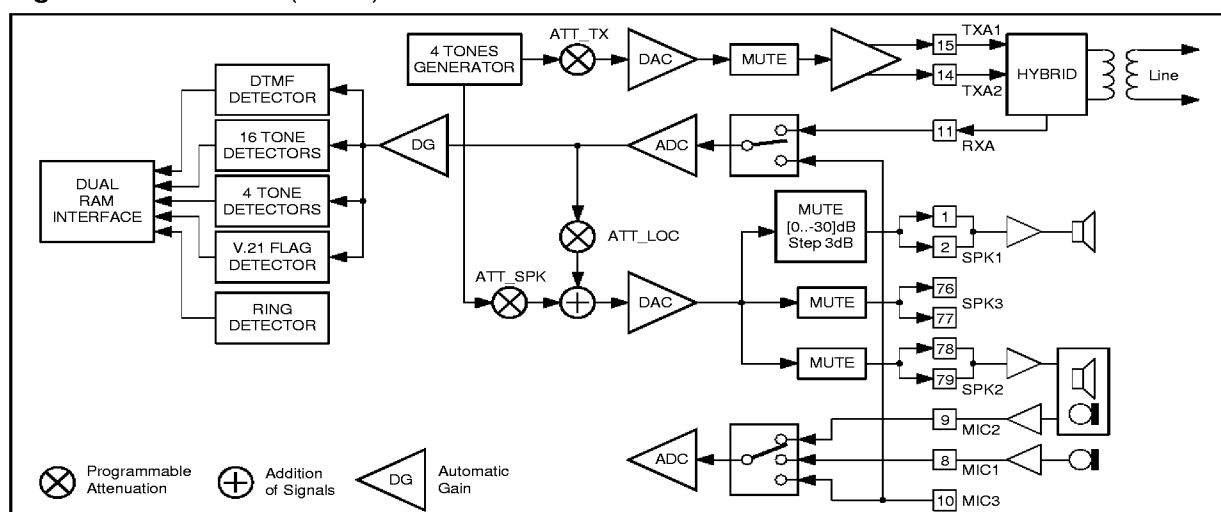 4 TONES
GENERATOR
ATT_TX
DAC
MUTE
15
TXA1
14
TXA2
HYBRID
Line
DTMF
DETECTOR
16 TONE
DETECTORS
4 TONE
DETECTORS
V.21 FLAG
DETECTOR
RING
DETECTOR
DUAL
RAM
INTERFACE
DG
ADC
11
RXA
ATT_LOC
ATT_SPK
DAC
MUTE
[0..-30]dB
Step 3dB
1
2
SPK1
MUTE
76
SPK3
77
MUTE
78
79
SPK2
ADC
9
MIC2
8
MIC1
10
MIC3
Programmable
Attenuation
Addition
of Signals
DG
Automatic
Gain